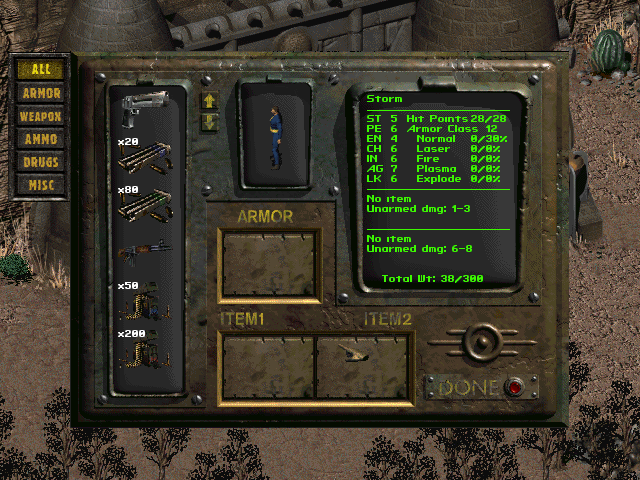 ALL
ARMOR
WEAPON
AMMO
DRUGS
MISC
x20
x80
x50
x200
ARMOR
ITEM1
ITEM2
Storm
ST 5 Hit Points 28/28
PE 6 Armor Class 12
EN 4 Normal 0/30%
CH 6 Laser 0/0%
IN 6 Fire 0/0%
AG 7 Plasma 0/0%
LK 6 Explode 0/0%
No item
Unarmed dmg: 1-3
No item
Unarmed dmg: 6-8
Total Wt: 38/300
DONE